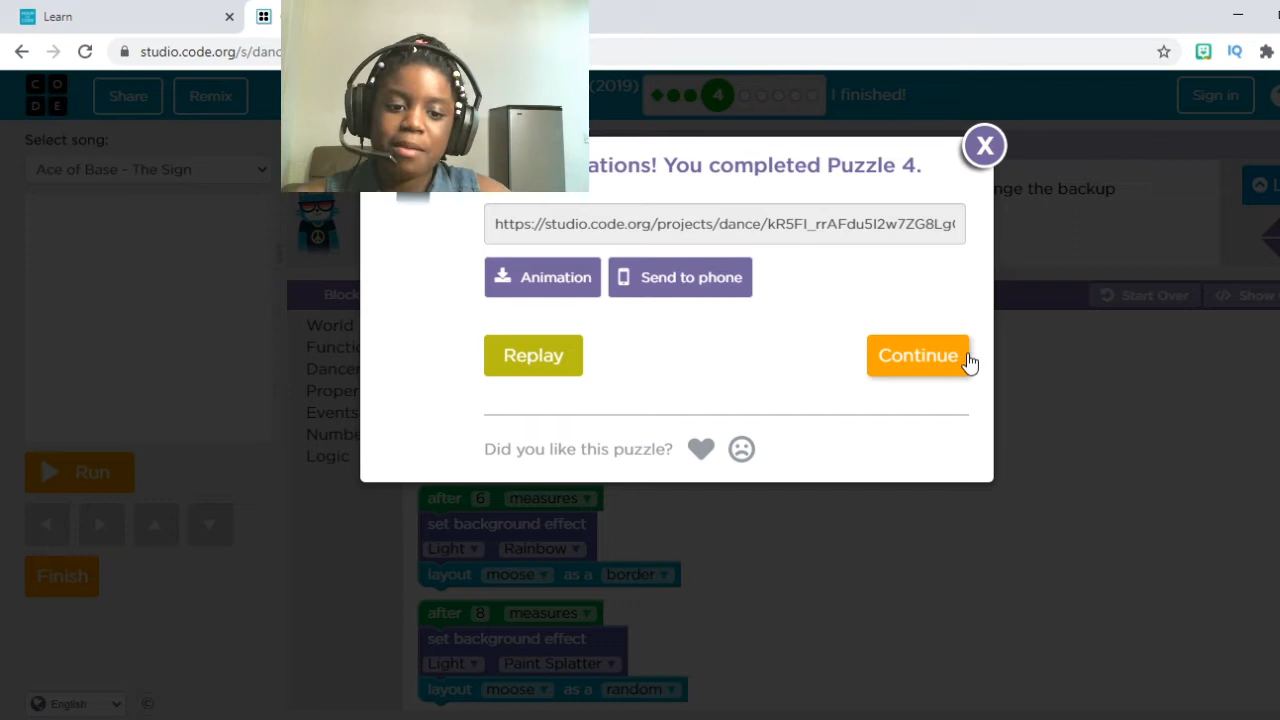 Learn
studio.code.org/s/danc
IQ
C O
D E
Share
Remix
(2019)
4
I finished!
Sign in
Select song:
Ace of Base - The Sign
ations! You completed Puzzle 4.
X
nge the backup
https://studio.code.org/projects/dance/kR5FI_rrAFdu5I2w7ZG8Lg
Animation
Send to phone
Block
Start Over
Show
World
Functi
Dancer
Proper
Events
Numbe
Logic
Replay
Continue
Did you like this puzzle?
Run
Finish
after 6 measures
set background effect
Light Rainbow
layout moose as a border
after 8 measures
set background effect
Light Paint Splatter
layout moose as a random
English
©